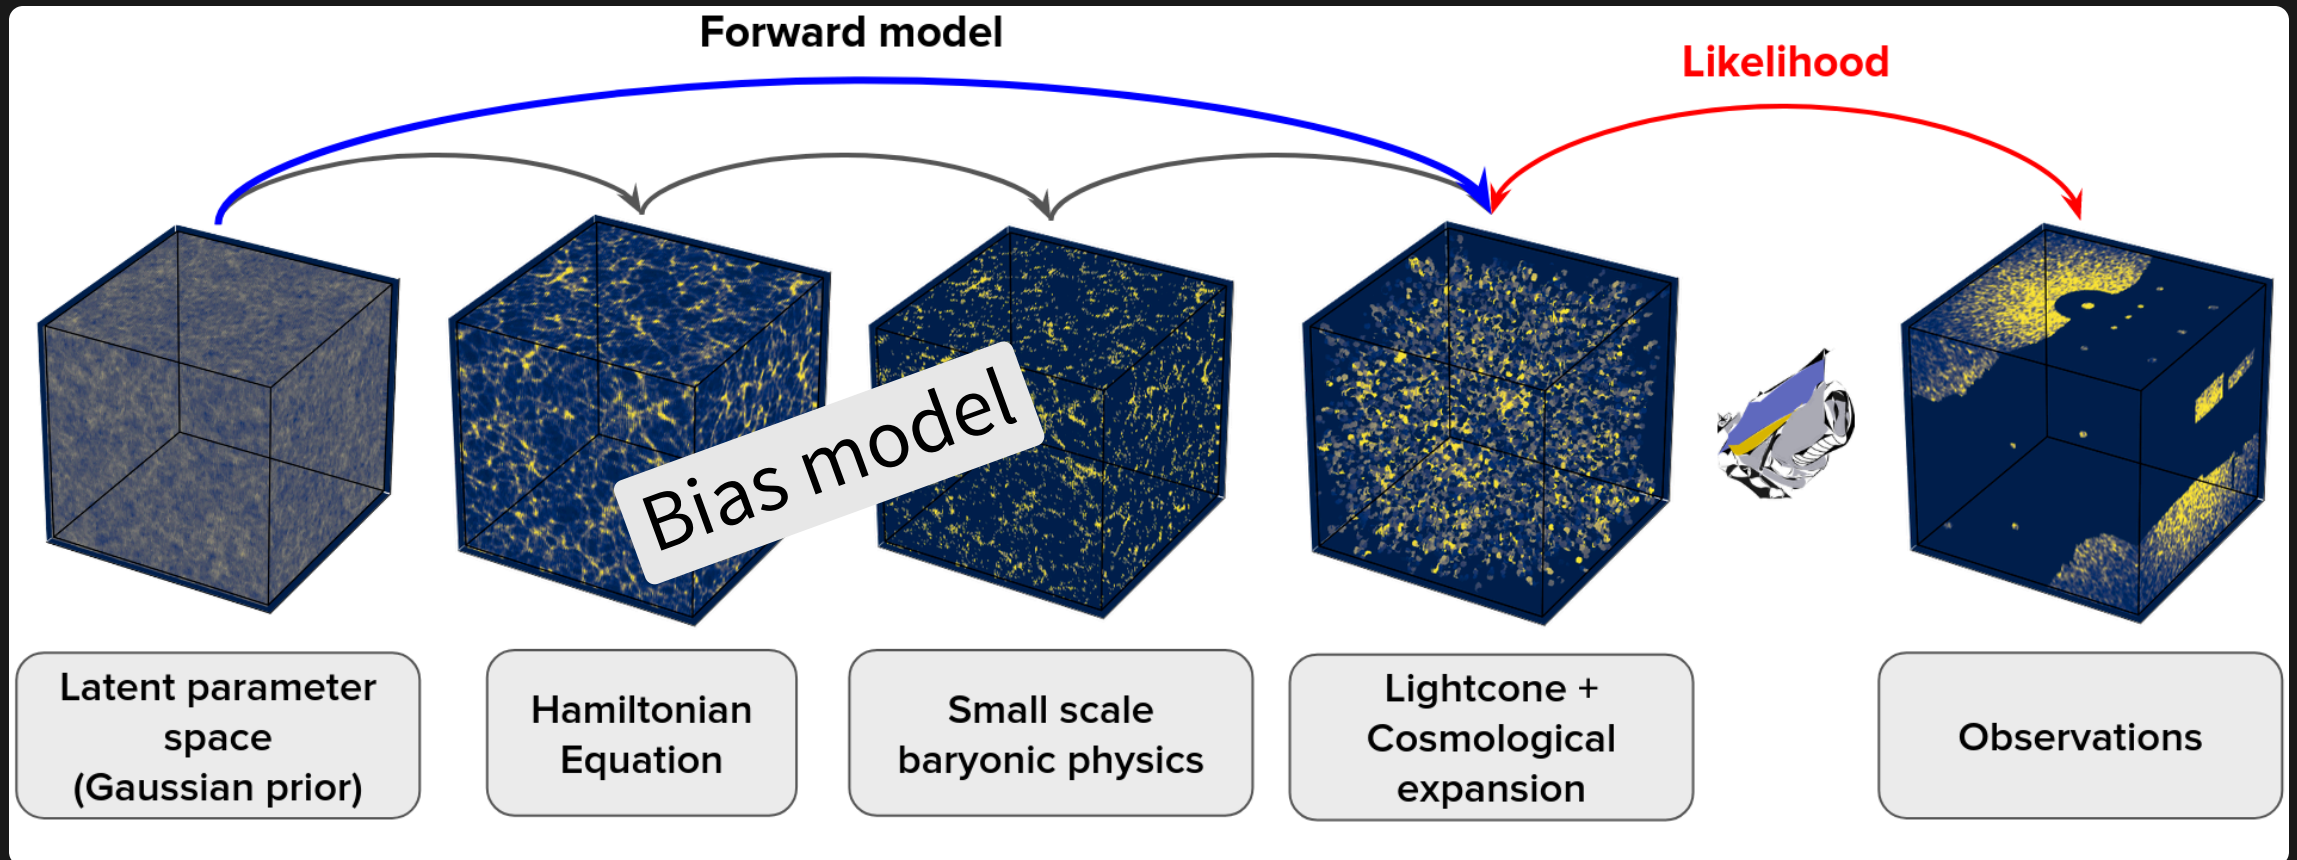 Forward model
Likelihood
Bias model
Latent parameter
space
(Gaussian prior)
Hamiltonian
Equation
Small scale
baryonic physics
Lightcone +
Cosmological
expansion
Observations